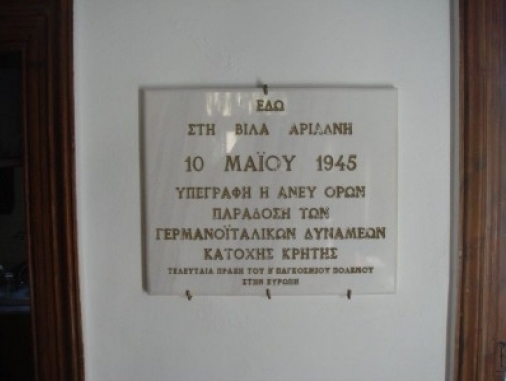 ΕΔΩ
ΣΤΗ ΒΙΛΑ ΑΡΙΑΔΝΗ
10 ΜΑΪΟΥ 1945
ΥΠΕΓΡΑΦΗ Η ΑΝΕΥ ΟΡΩΝ
ΠΑΡΑΔΟΣΗ ΤΩΝ
ΓΕΡΜΑΝΟΪΤΑΛΙΚΩΝ ΔΥΝΑΜΕΩΝ
ΚΑΤΟΧΗΣ ΚΡΗΤΗΣ
ΤΕΛΕΥΤΑΙΑ ΠΡΑΞΗ ΤΟΥ Β ΠΑΓΚΟΣΜΙΟΥ ΠΟΛΕΜΟΥ
ΣΤΗΝ ΕΥΡΩΠΗ